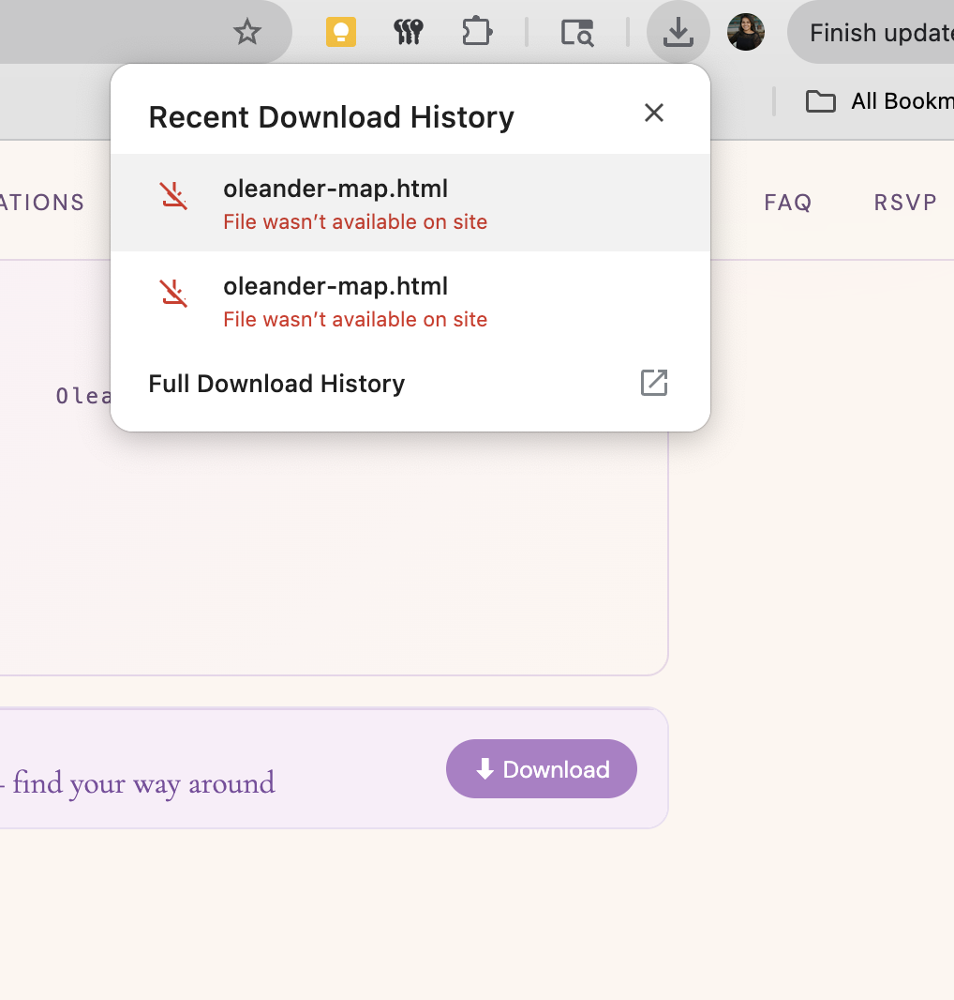 Finish update
All Bookm
Recent Download History
oleander-map.html
File wasn’t available on site
oleander-map.html
File wasn’t available on site
Full Download History
ATIONS
FAQ
RSVP
Olea
- find your way around
Download